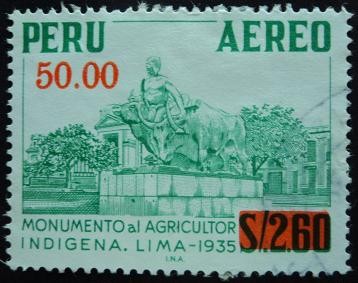 PERU AEREO
50.00
MONUMENTO al AGRICULTOR
INDIGENA. LIMA-1935 S/2.60
I.N.A.